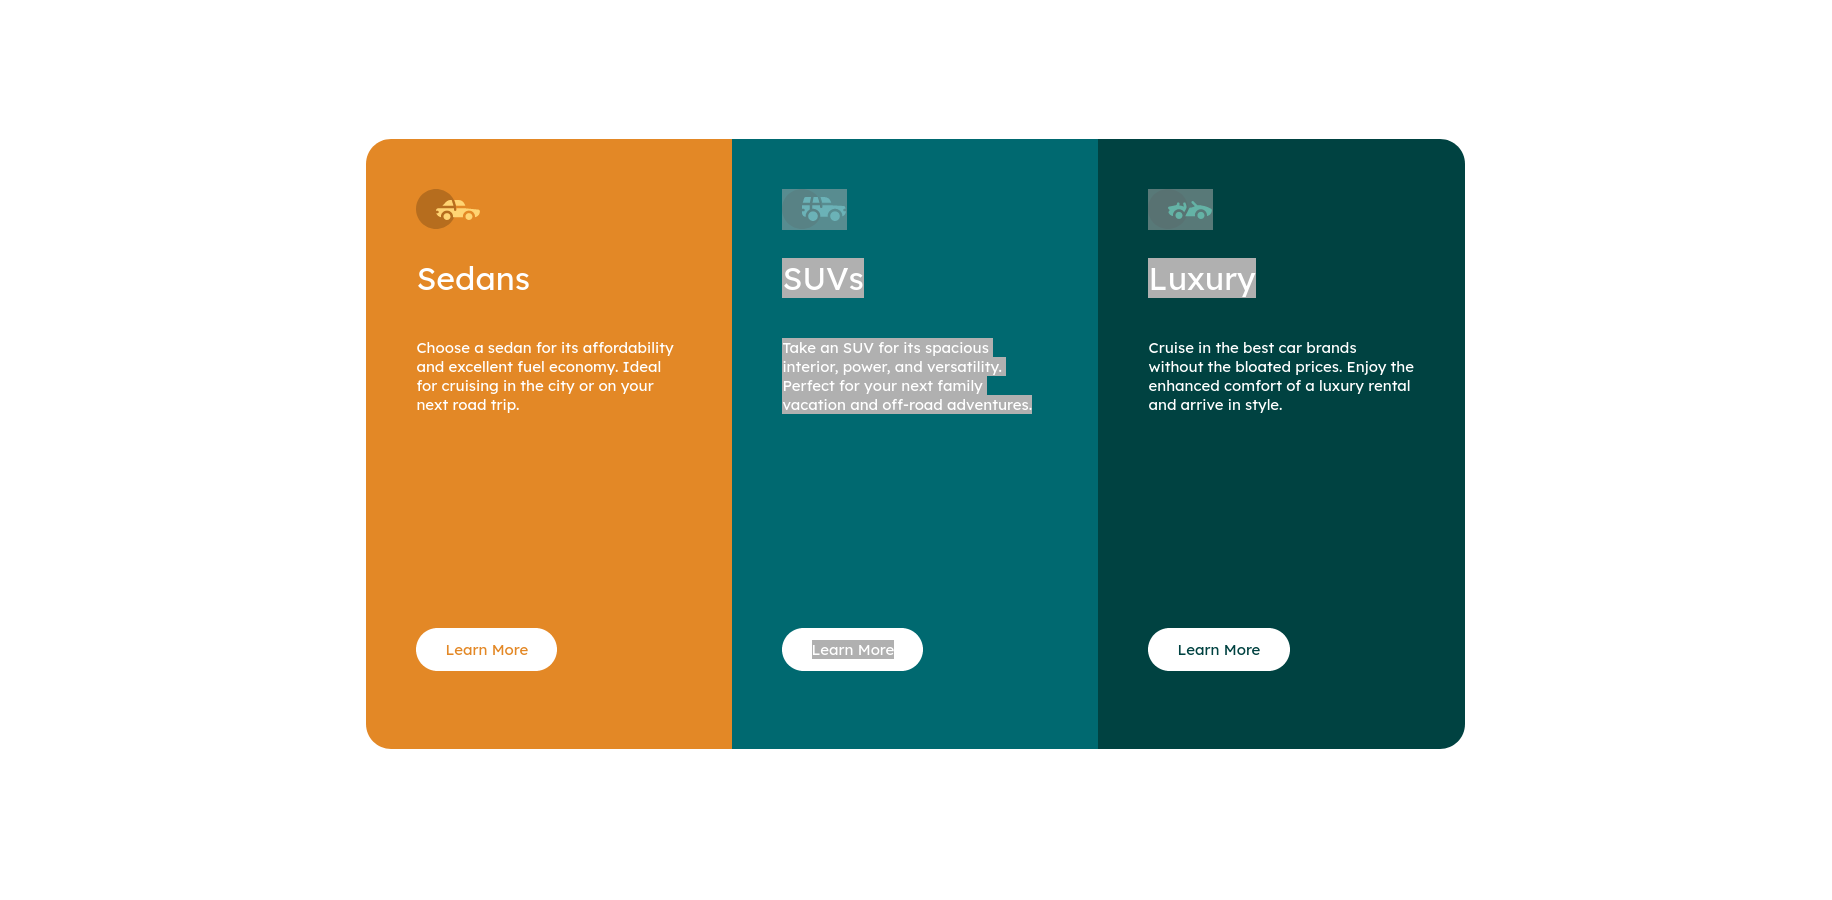 Sedans
Choose a sedan for its affordability
and excellent fuel economy. Ideal
for cruising in the city or on your
next road trip.
Learn More
SUVs
Take an SUV for its spacious
interior, power, and versatility.
Perfect for your next family
vacation and off-road adventures.
Learn More
Luxury
Cruise in the best car brands
without the bloated prices. Enjoy the
enhanced comfort of a luxury rental
and arrive in style.
Learn More